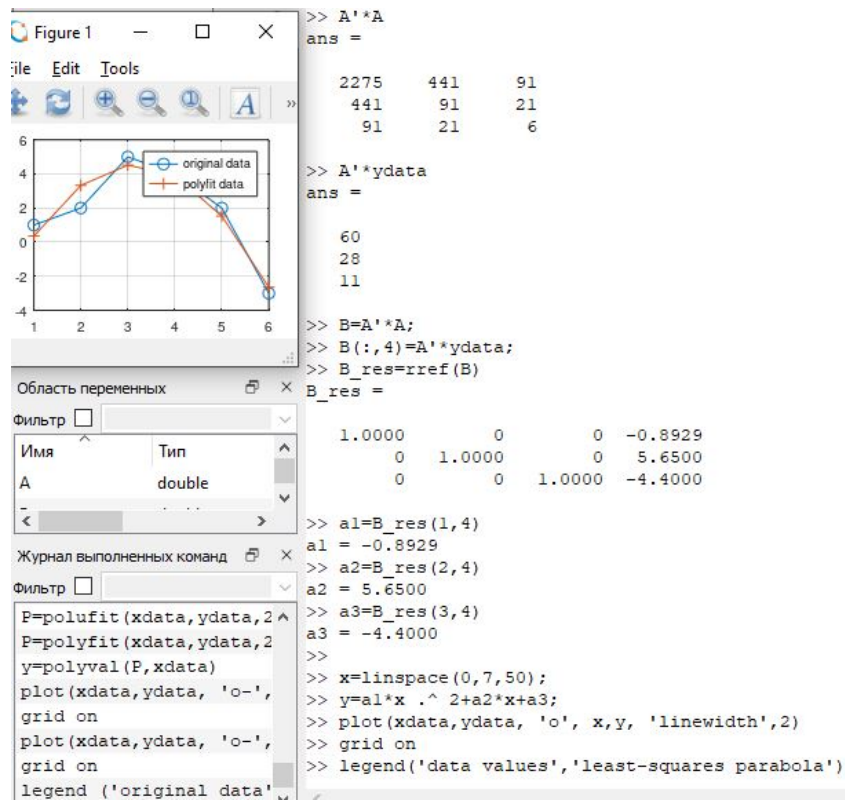 Figure 1
File Edit Tools
A
»
original data
polyfit data
6
4
2
0
-2
-4
1 2 3 4 5 6
Область переменных
Фильтр
Имя Тип
A double
Журнал выполненных команд
Фильтр
P=polufit(xdata,ydata,2
P=polyfit(xdata,ydata,2
y=polyval(P,xdata)
plot(xdata,ydata, 'o-',
grid on
plot(xdata,ydata, 'o-',
grid on
legend ('original data'
>> A'*A
ans =
2275 441 91
441 91 21
91 21 6
>> A'*ydata
ans =
60
28
11
>> B=A'*A;
>> B(:,4)=A'*ydata;
>> B_res=rref(B)
B_res =
1.0000 0 0 -0.8929
0 1.0000 0 5.6500
0 0 1.0000 -4.4000
>> a1=B_res(1,4)
a1 = -0.8929
>> a2=B_res(2,4)
a2 = 5.6500
>> a3=B_res(3,4)
a3 = -4.4000
>>
>> x=linspace(0,7,50);
>> y=a1*x .^ 2+a2*x+a3;
>> plot(xdata,ydata, 'o', x,y, 'linewidth',2)
>> grid on
>> legend('data values','least-squares parabola')